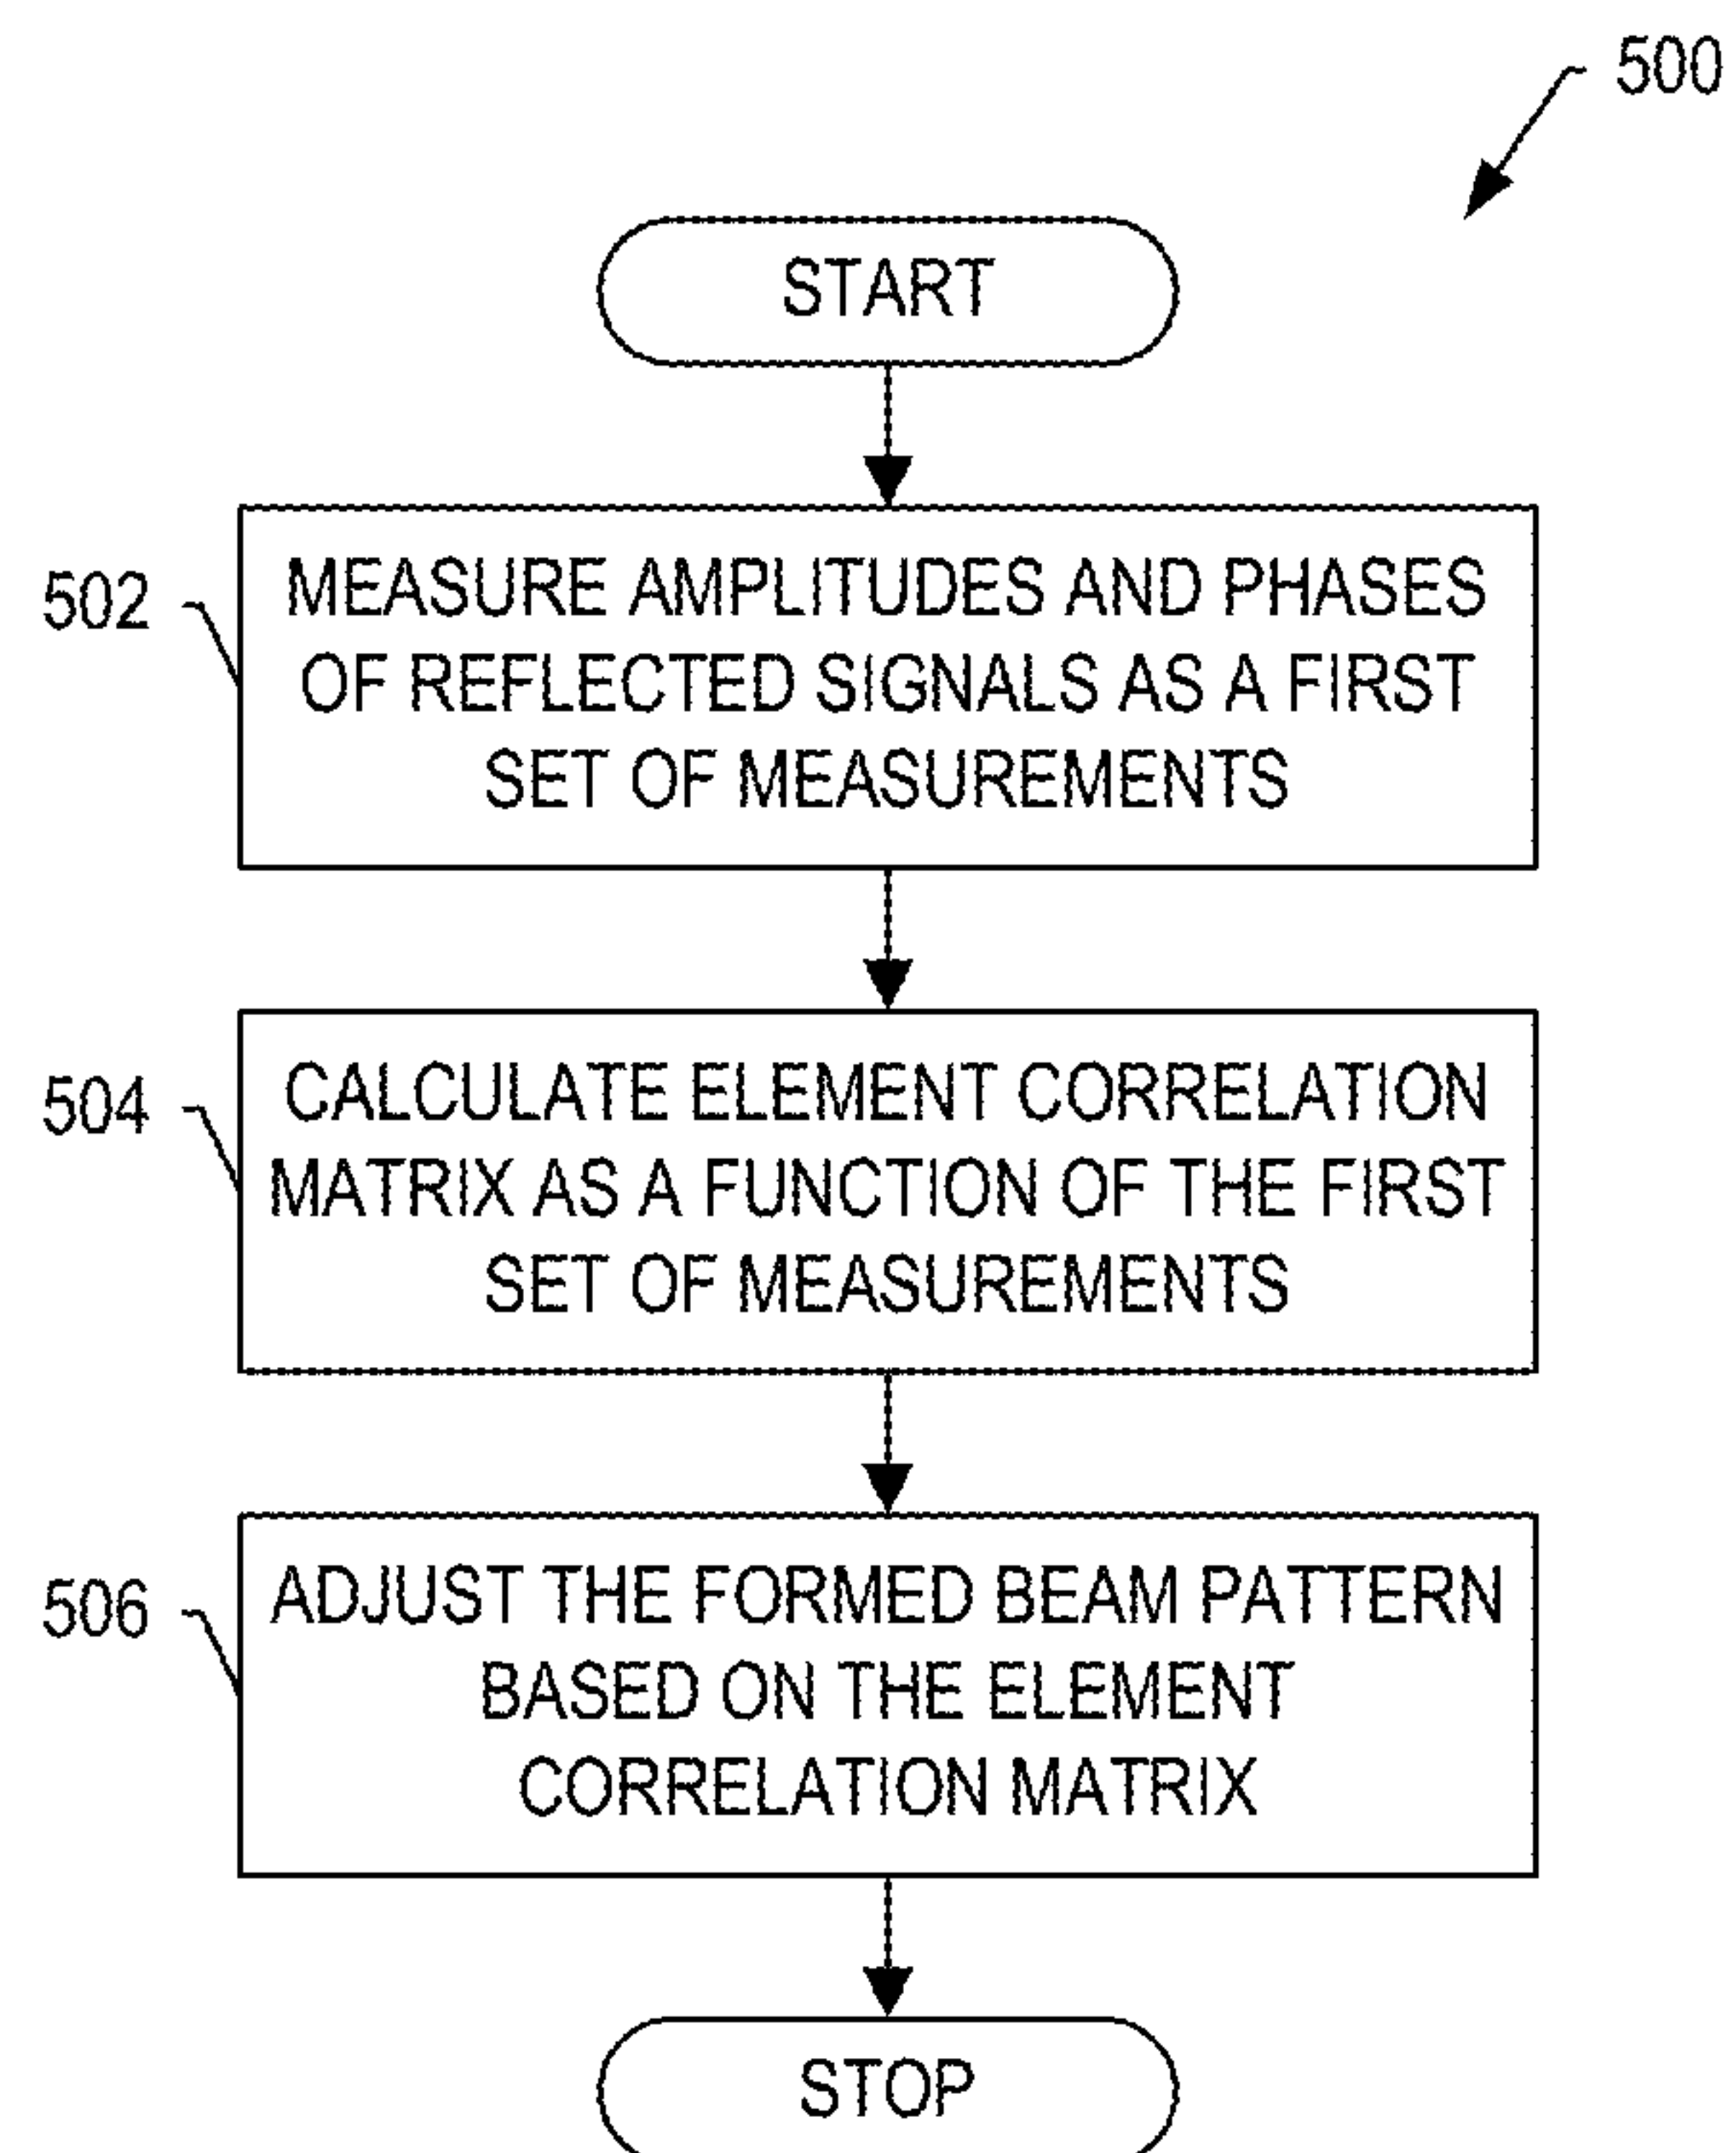 500
START
502
MEASURE AMPLITUDES AND PHASES
OF REFLECTED SIGNALS AS A FIRST
SET OF MEASUREMENTS
504
CALCULATE ELEMENT CORRELATION
MATRIX AS A FUNCTION OF THE FIRST
SET OF MEASUREMENTS
506
ADJUST THE FORMED BEAM PATTERN
BASED ON THE ELEMENT
CORRELATION MATRIX
STOP